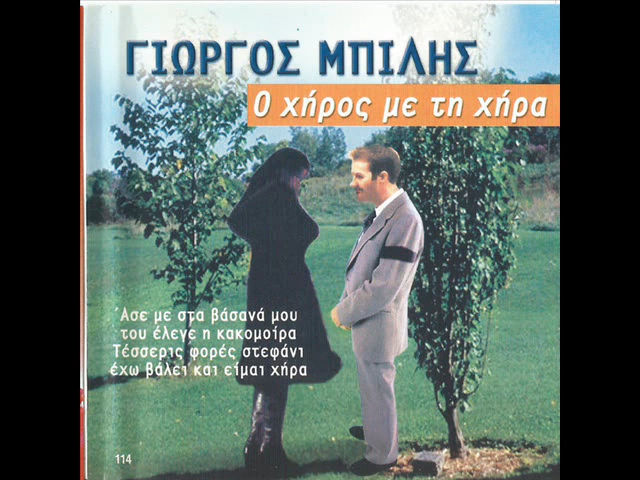 ΓΙΩΡΓΟΣ ΜΠΙΛΗΣ
Ο χήρος με τη χήρα
Άσε με στα βάσανά μου
του έλεγε η κακομοίρα
Τέσσερις φορές στεφάνι
έχω βάλει και είμαι χήρα
114